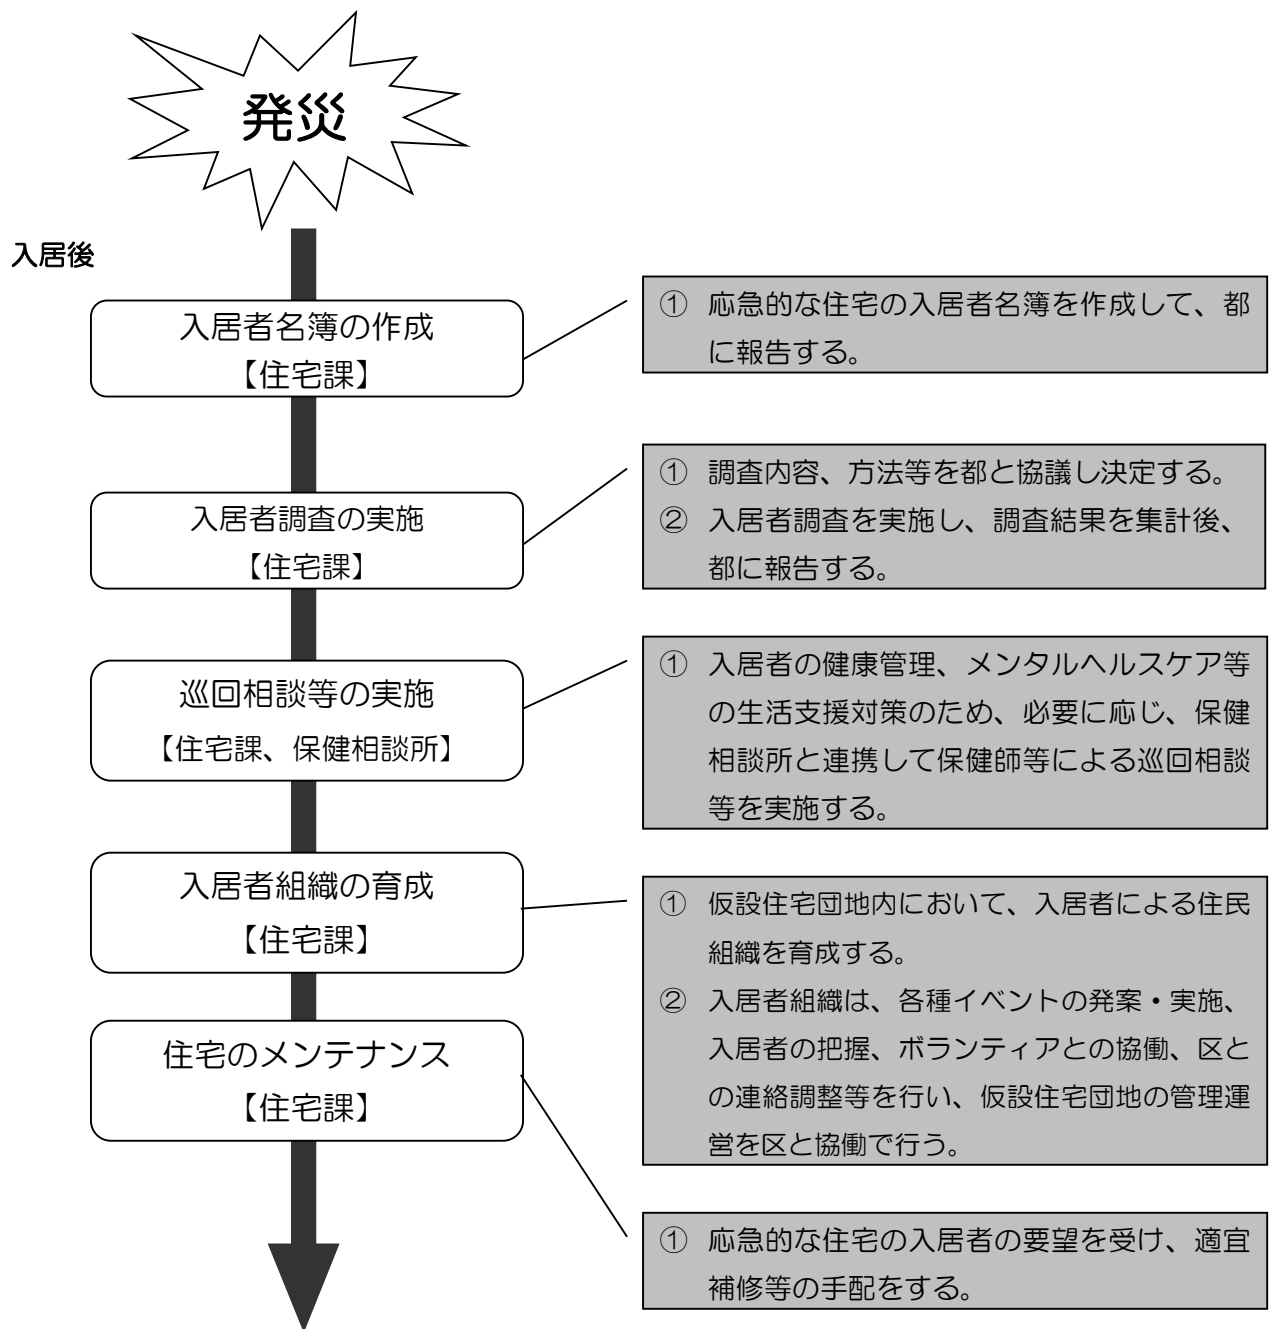 発災
入居後
入居者名簿の作成
【住宅課】
① 応急的な住宅の入居者名簿を作成して、都
に報告する。
入居者調査の実施
【住宅課】
① 調査内容、方法等を都と協議し決定する。
② 入居者調査を実施し、調査結果を集計後、
都に報告する。
巡回相談等の実施
【住宅課、保健相談所】
① 入居者の健康管理、メンタルヘルスケア等
の生活支援対策のため、必要に応じ、保健
相談所と連携して保健師等による巡回相談
等を実施する。
入居者組織の育成
【住宅課】
① 仮設住宅団地内において、入居者による住民
組織を育成する。
② 入居者組織は、各種イベントの発案・実施、
入居者の把握、ボランティアとの協働、区と
の連絡調整等を行い、仮設住宅団地の管理運
営を区と協働で行う。
住宅のメンテナンス
【住宅課】
① 応急的な住宅の入居者の要望を受け、適宜
補修等の手配をする。